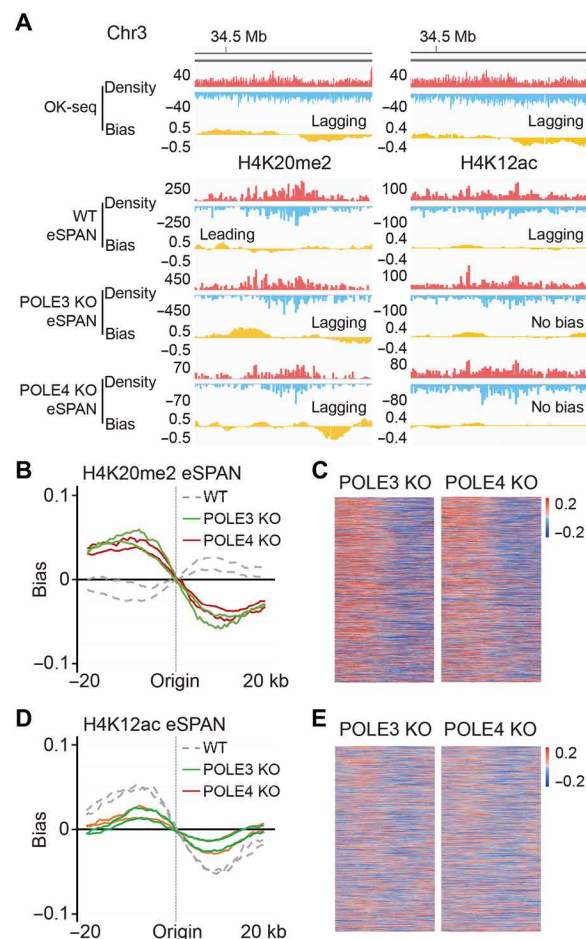 A
Chr3
34.5 Mb
34.5 Mb
OK-seq
Density
40
−40
40
−40
Bias
0.5
−0.5
Lagging
0.4
−0.4
Lagging
H4K20me2
H4K12ac
WT
eSPAN
Density
250
−250
100
−100
Bias
0.5
−0.5
Leading
0.4
−0.4
Lagging
POLE3 KO
eSPAN
Density
450
−450
100
−100
Bias
0.5
−0.5
Lagging
0.4
−0.4
No bias
POLE4 KO
eSPAN
Density
70
−70
80
−80
Bias
0.5
−0.5
Lagging
0.4
−0.4
No bias
B
H4K20me2 eSPAN
WT
POLE3 KO
POLE4 KO
Bias
0.1
0
−0.1
−20
Origin
20 kb
C
POLE3 KO
POLE4 KO
0.2
−0.2
D
H4K12ac eSPAN
WT
POLE3 KO
POLE4 KO
Bias
0.1
0
−0.1
−20
Origin
20 kb
E
POLE3 KO
POLE4 KO
0.2
−0.2